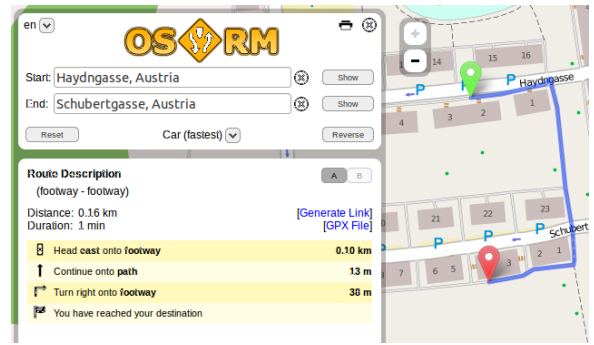 en
OSRM
Start: Haydngasse, Austria Show
End: Schubertgasse, Austria Show
Reset Car (fastest) Reverse
Route Description A B
(footway - footway)
Distance: 0.16 km [Generate Link]
Duration: 1 min [GPX File]
Head east onto footway 0.10 km
Continue onto path 13 m
Turn right onto footway 38 m
You have reached your destination
+
-
14 15 16
P P P Haydngasse
4 3 2 1
21 22 23
P P P Schubert
8 7 6 5 3 2 1